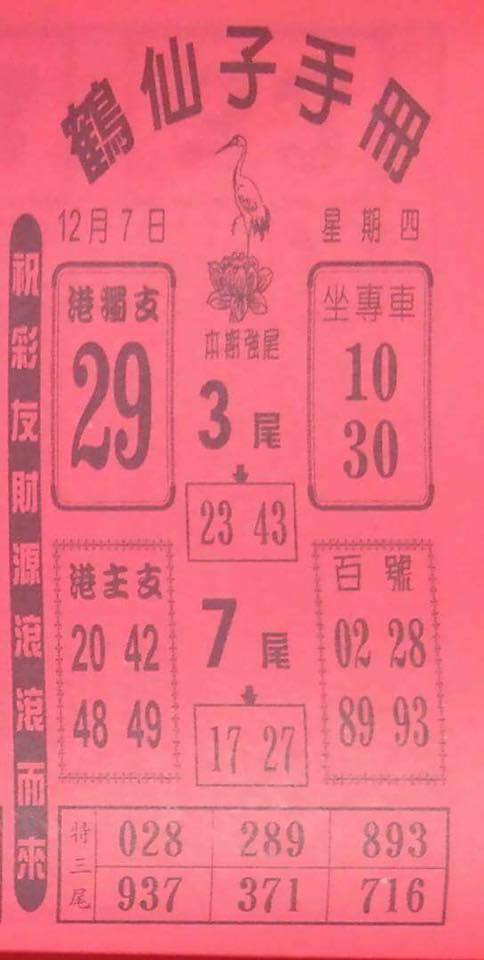 鶴仙子手冊
12月7日
星期四
祝彩友財源滾滾而來
港獨支
29
本期強尾
3尾
23 43
坐專車
10
30
港主支
20 42
48 49
7尾
17 27
百號
02 28
89 93
特三尾
028 289 893
937 371 716